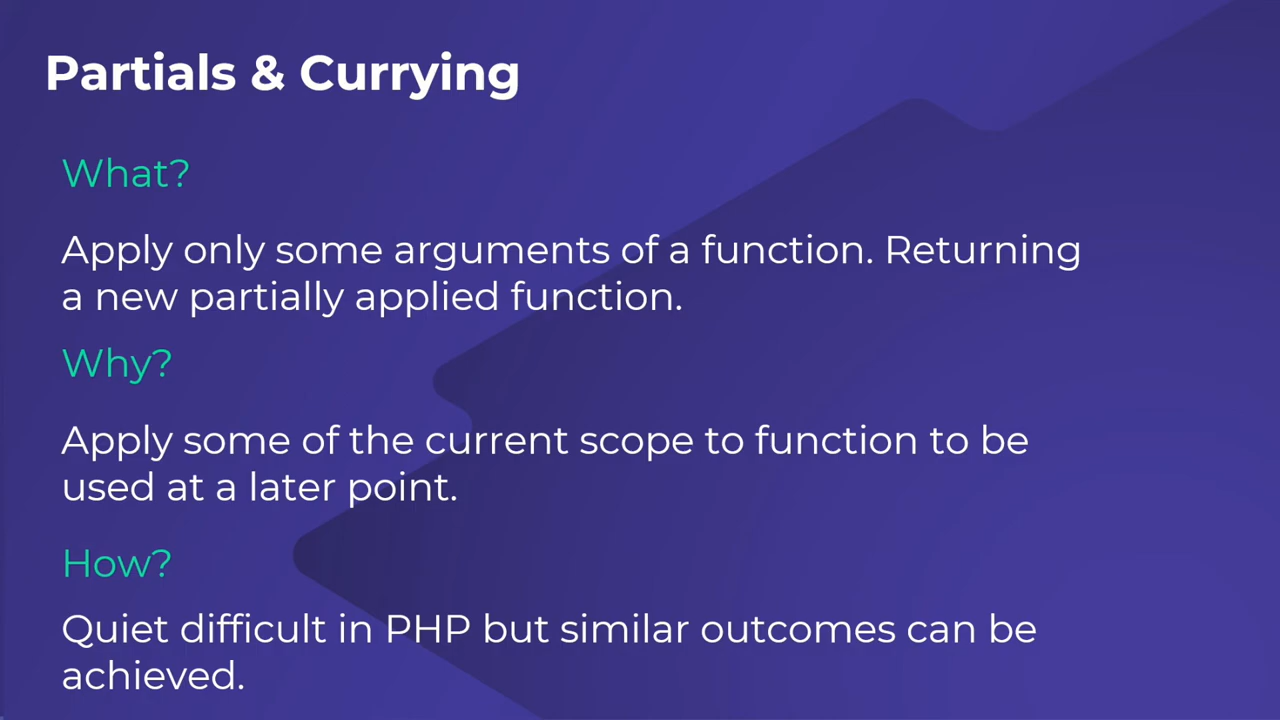 Partials & Currying
What?
Apply only some arguments of a function. Returning
a new partially applied function.
Why?
Apply some of the current scope to function to be
used at a later point.
How?
Quiet difficult in PHP but similar outcomes can be
achieved.